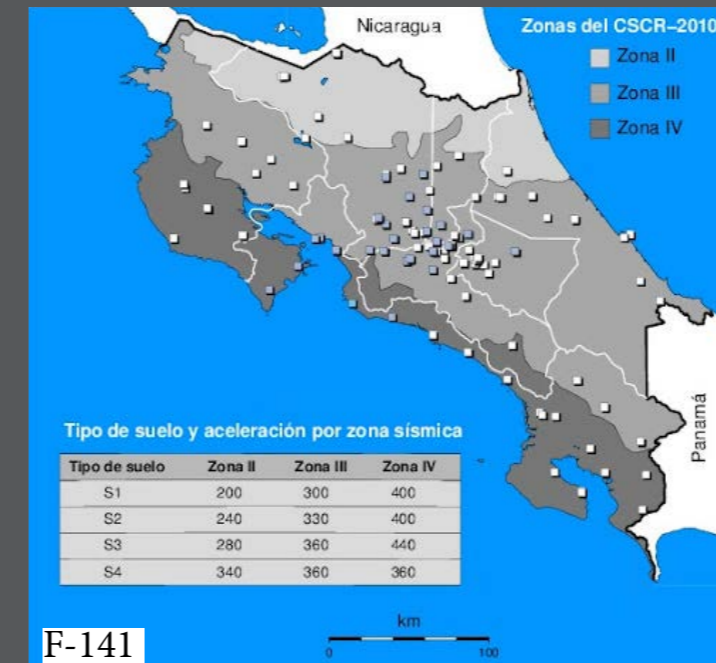 Nicaragua
Zonas del CSCR–2010
Zona II
Zona III
Zona IV
Panamá
Tipo de suelo y aceleración por zona sísmica
Tipo de suelo Zona II Zona III Zona IV
S1 200 300 400
S2 240 330 400
S3 280 360 440
S4 340 360 360
km
0 100
F-141